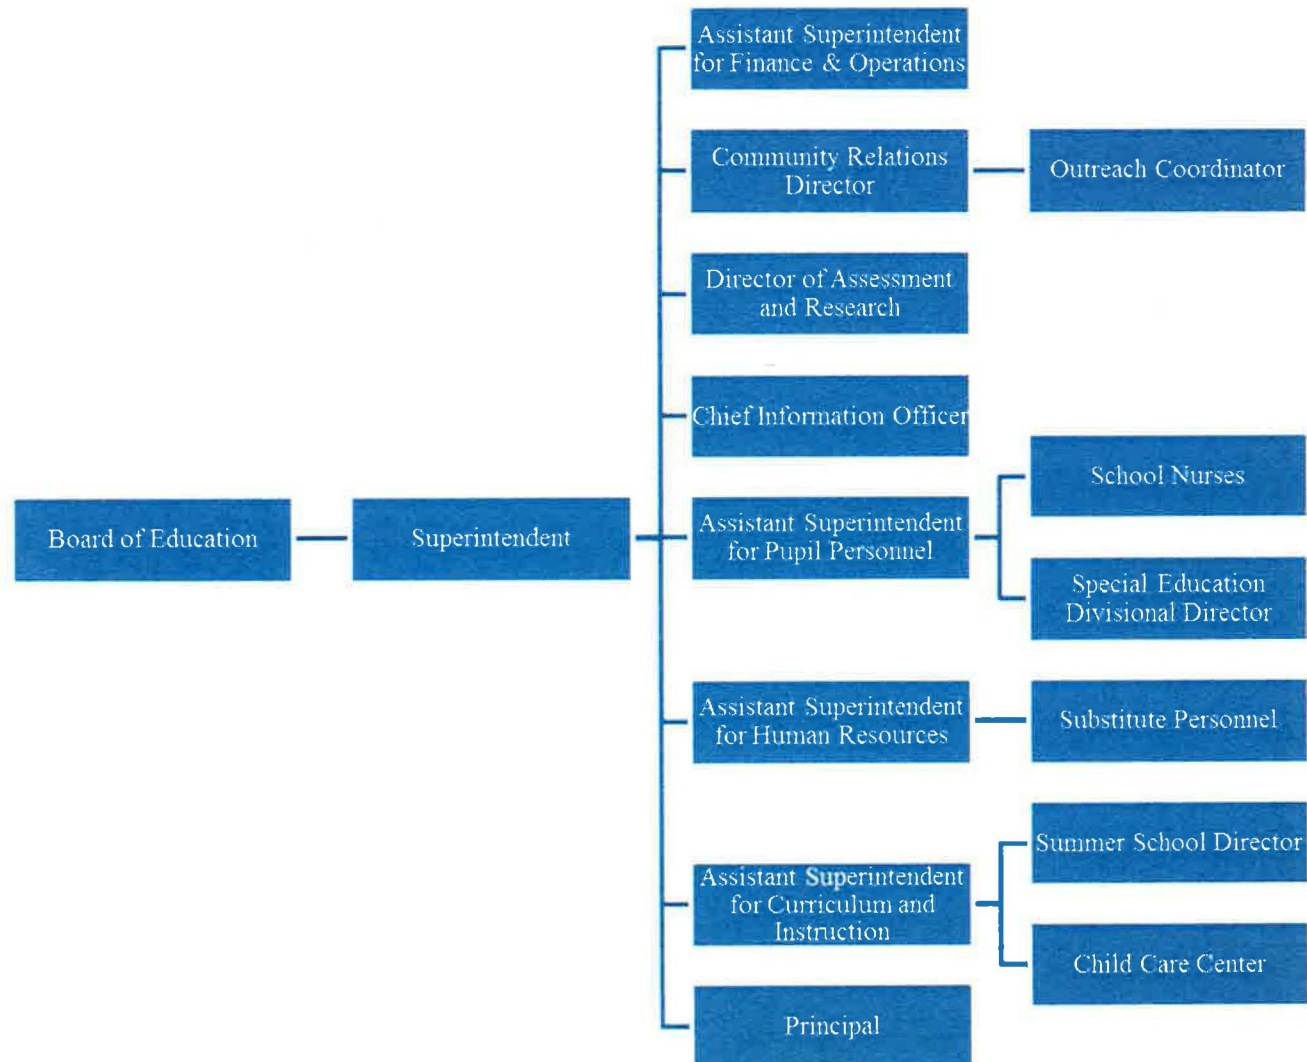 Assistant Superintendent
for Finance & Operations
Community Relations
Director
Outreach Coordinator
Director of Assessment
and Research
Chief Information Officer
School Nurses
Board of Education
Superintendent
Assistant Superintendent
for Pupil Personnel
Special Education
Divisional Director
Assistant Superintendent
for Human Resources
Substitute Personnel
Summer School Director
Assistant Superintendent
for Curriculum and
Instruction
Child Care Center
Principal